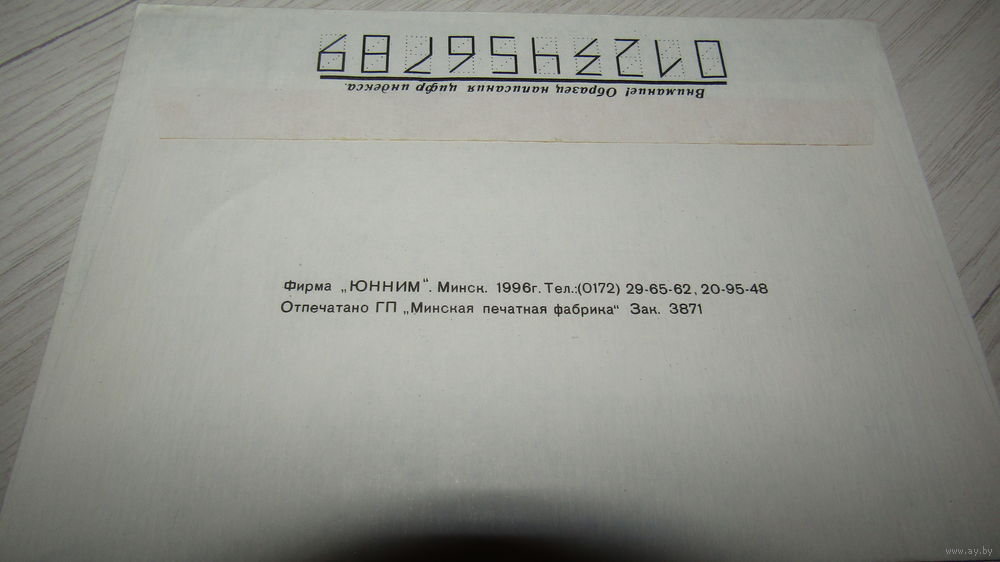 0123456789
Внимание! Образец написания цифр индекса.
Фирма „ЮННИМ“. Минск. 1996г. Тел.:(0172) 29-65-62, 20-95-48
Отпечатано ГП „Минская печатная фабрика“ Зак. 3871
www.ay.by